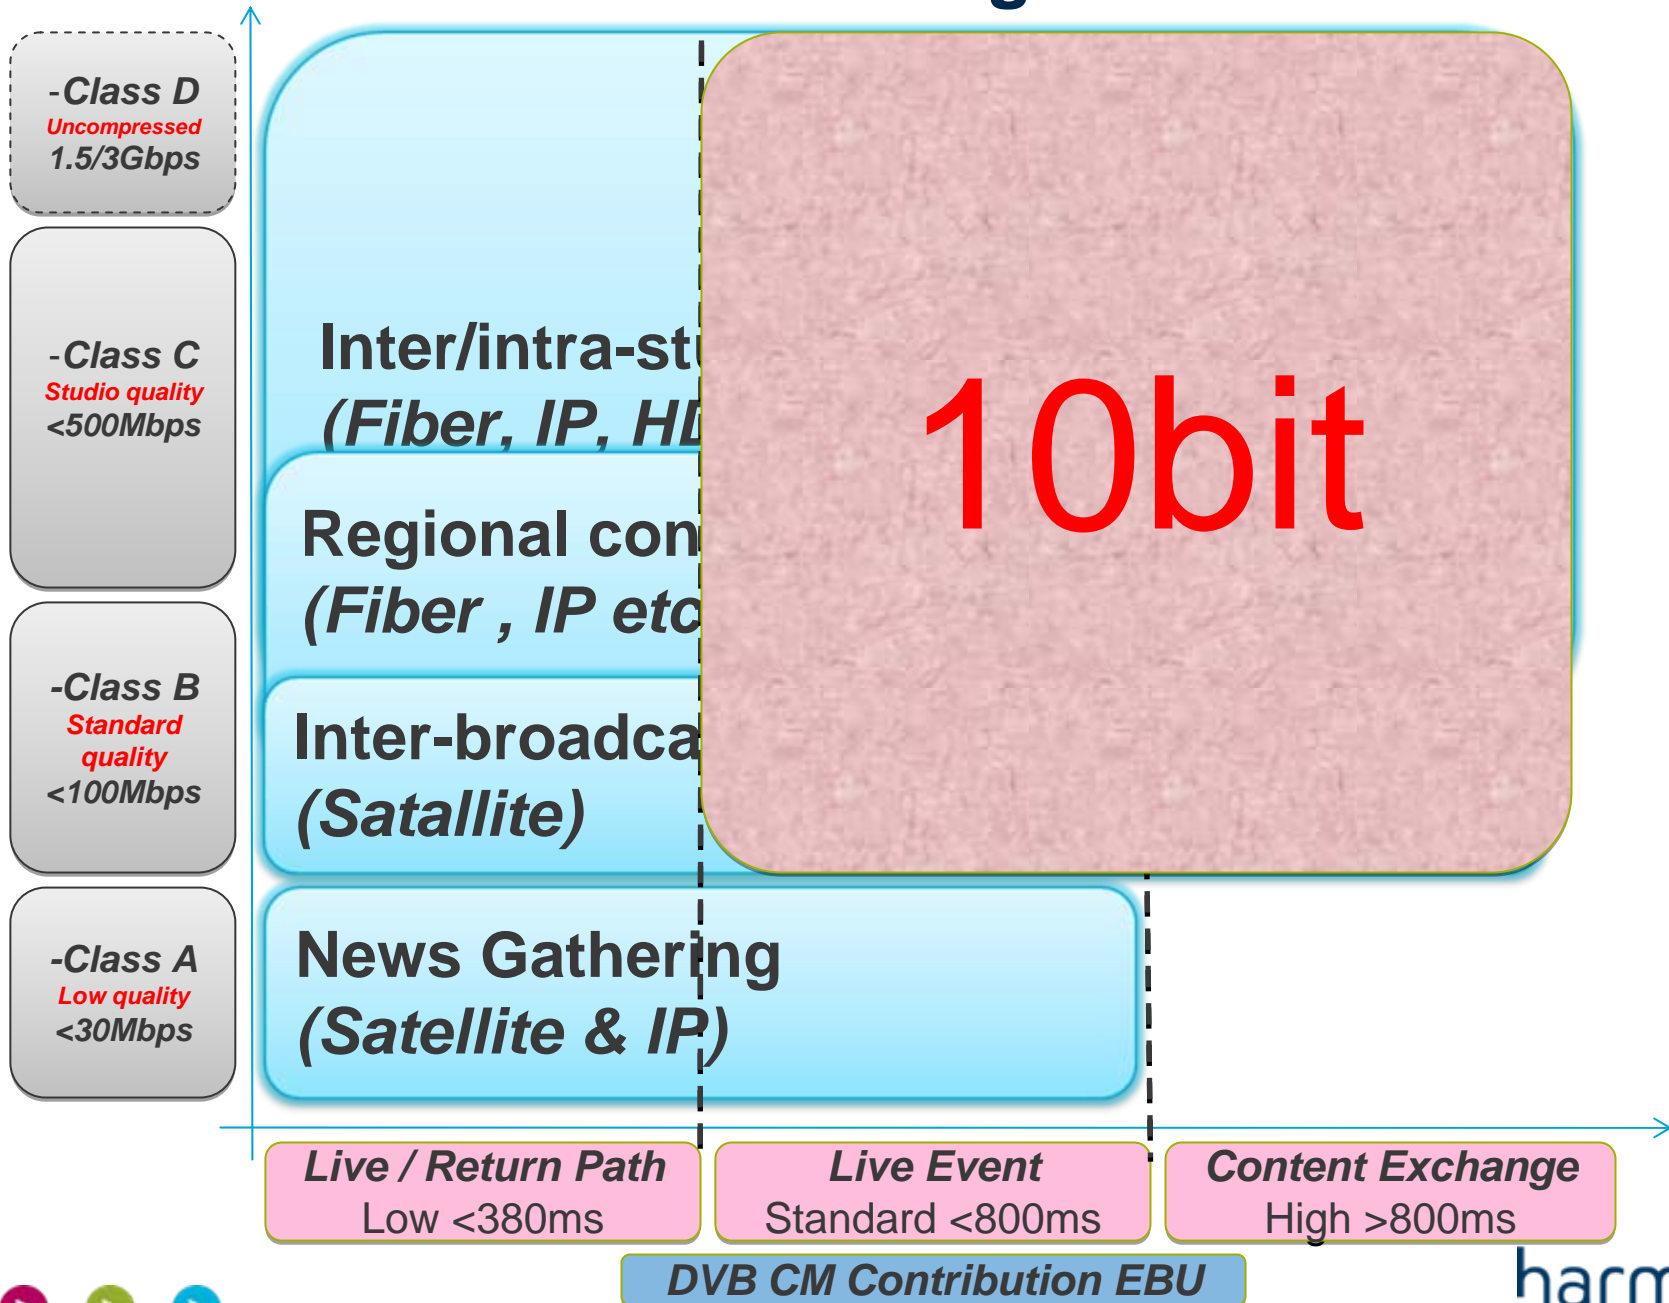 -Class D
Uncompressed
1.5/3Gbps
-Class C
Studio quality
<500Mbps
-Class B
Standard
quality
<100Mbps
-Class A
Low quality
<30Mbps
Inter/intra-stu
(Fiber, IP, HD
Regional con
(Fiber , IP etc
Inter-broadca
(Satallite)
News Gathering
(Satellite & IP)
10bit
Live / Return Path
Low <380ms
Live Event
Standard <800ms
Content Exchange
High >800ms
DVB CM Contribution EBU
harm